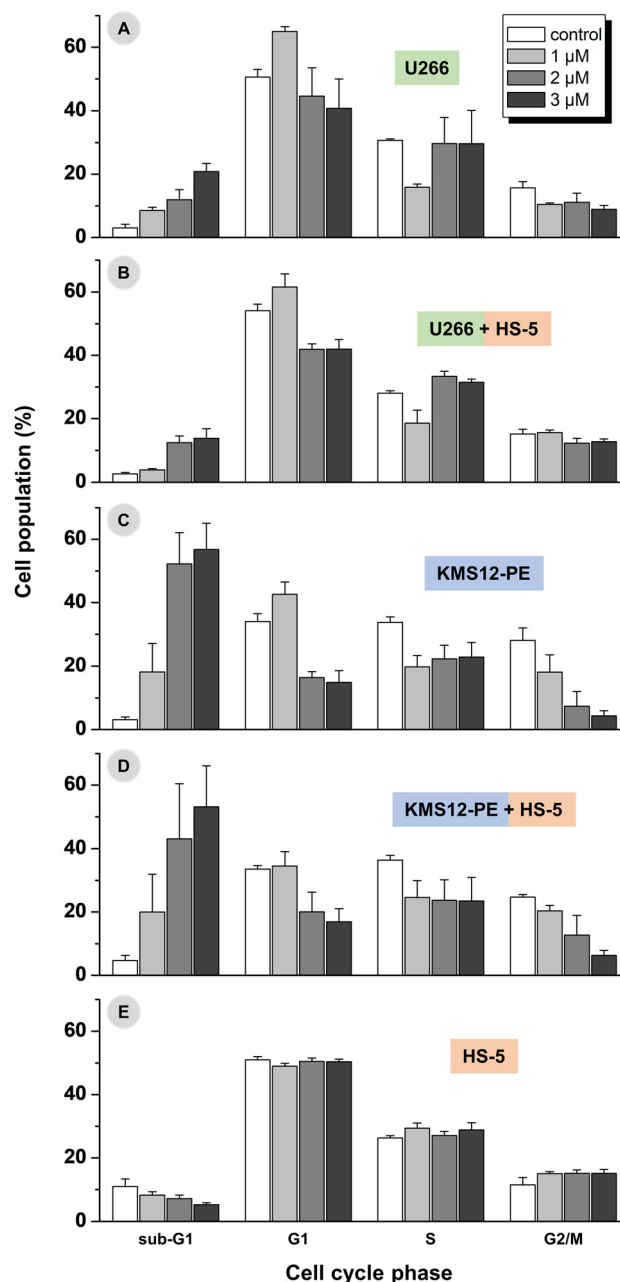 A
U266
control
1 µM
2 µM
3 µM
60
40
20
0
B
U266 + HS-5
60
40
20
0
C
KMS12-PE
60
40
20
0
D
KMS12-PE + HS-5
60
40
20
0
E
HS-5
60
40
20
0
Cell population (%)
sub-G1 G1 S G2/M
Cell cycle phase